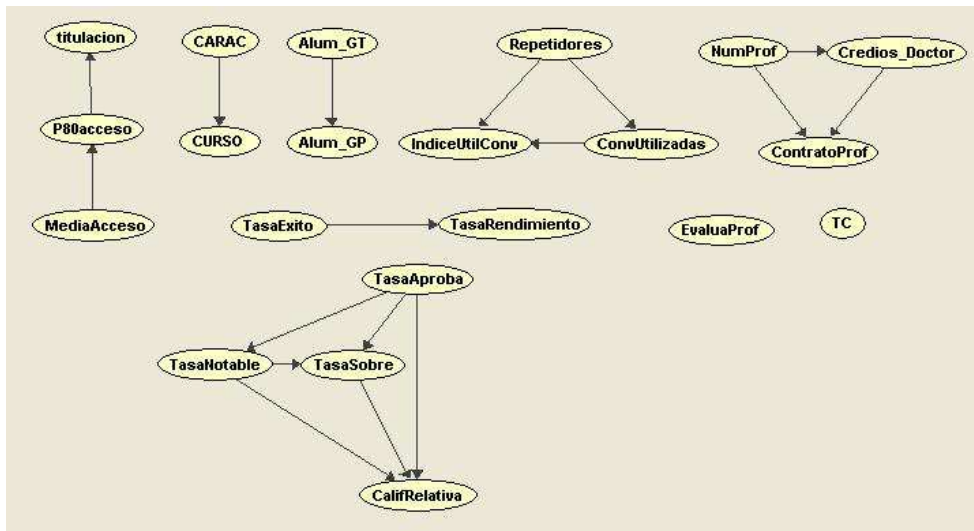 titulacion
CARAC
Alum_GT
Repetidores
NumProf
Credios_Doctor
P80acceso
CURSO
Alum_GP
IndiceUtilConv
ConvUtilizadas
ContratoProf
MediaAcceso
TasaExito
TasaRendimiento
EvaluaProf
TC
TasaAproba
TasaNotable
TasaSobre
CalifRelativa